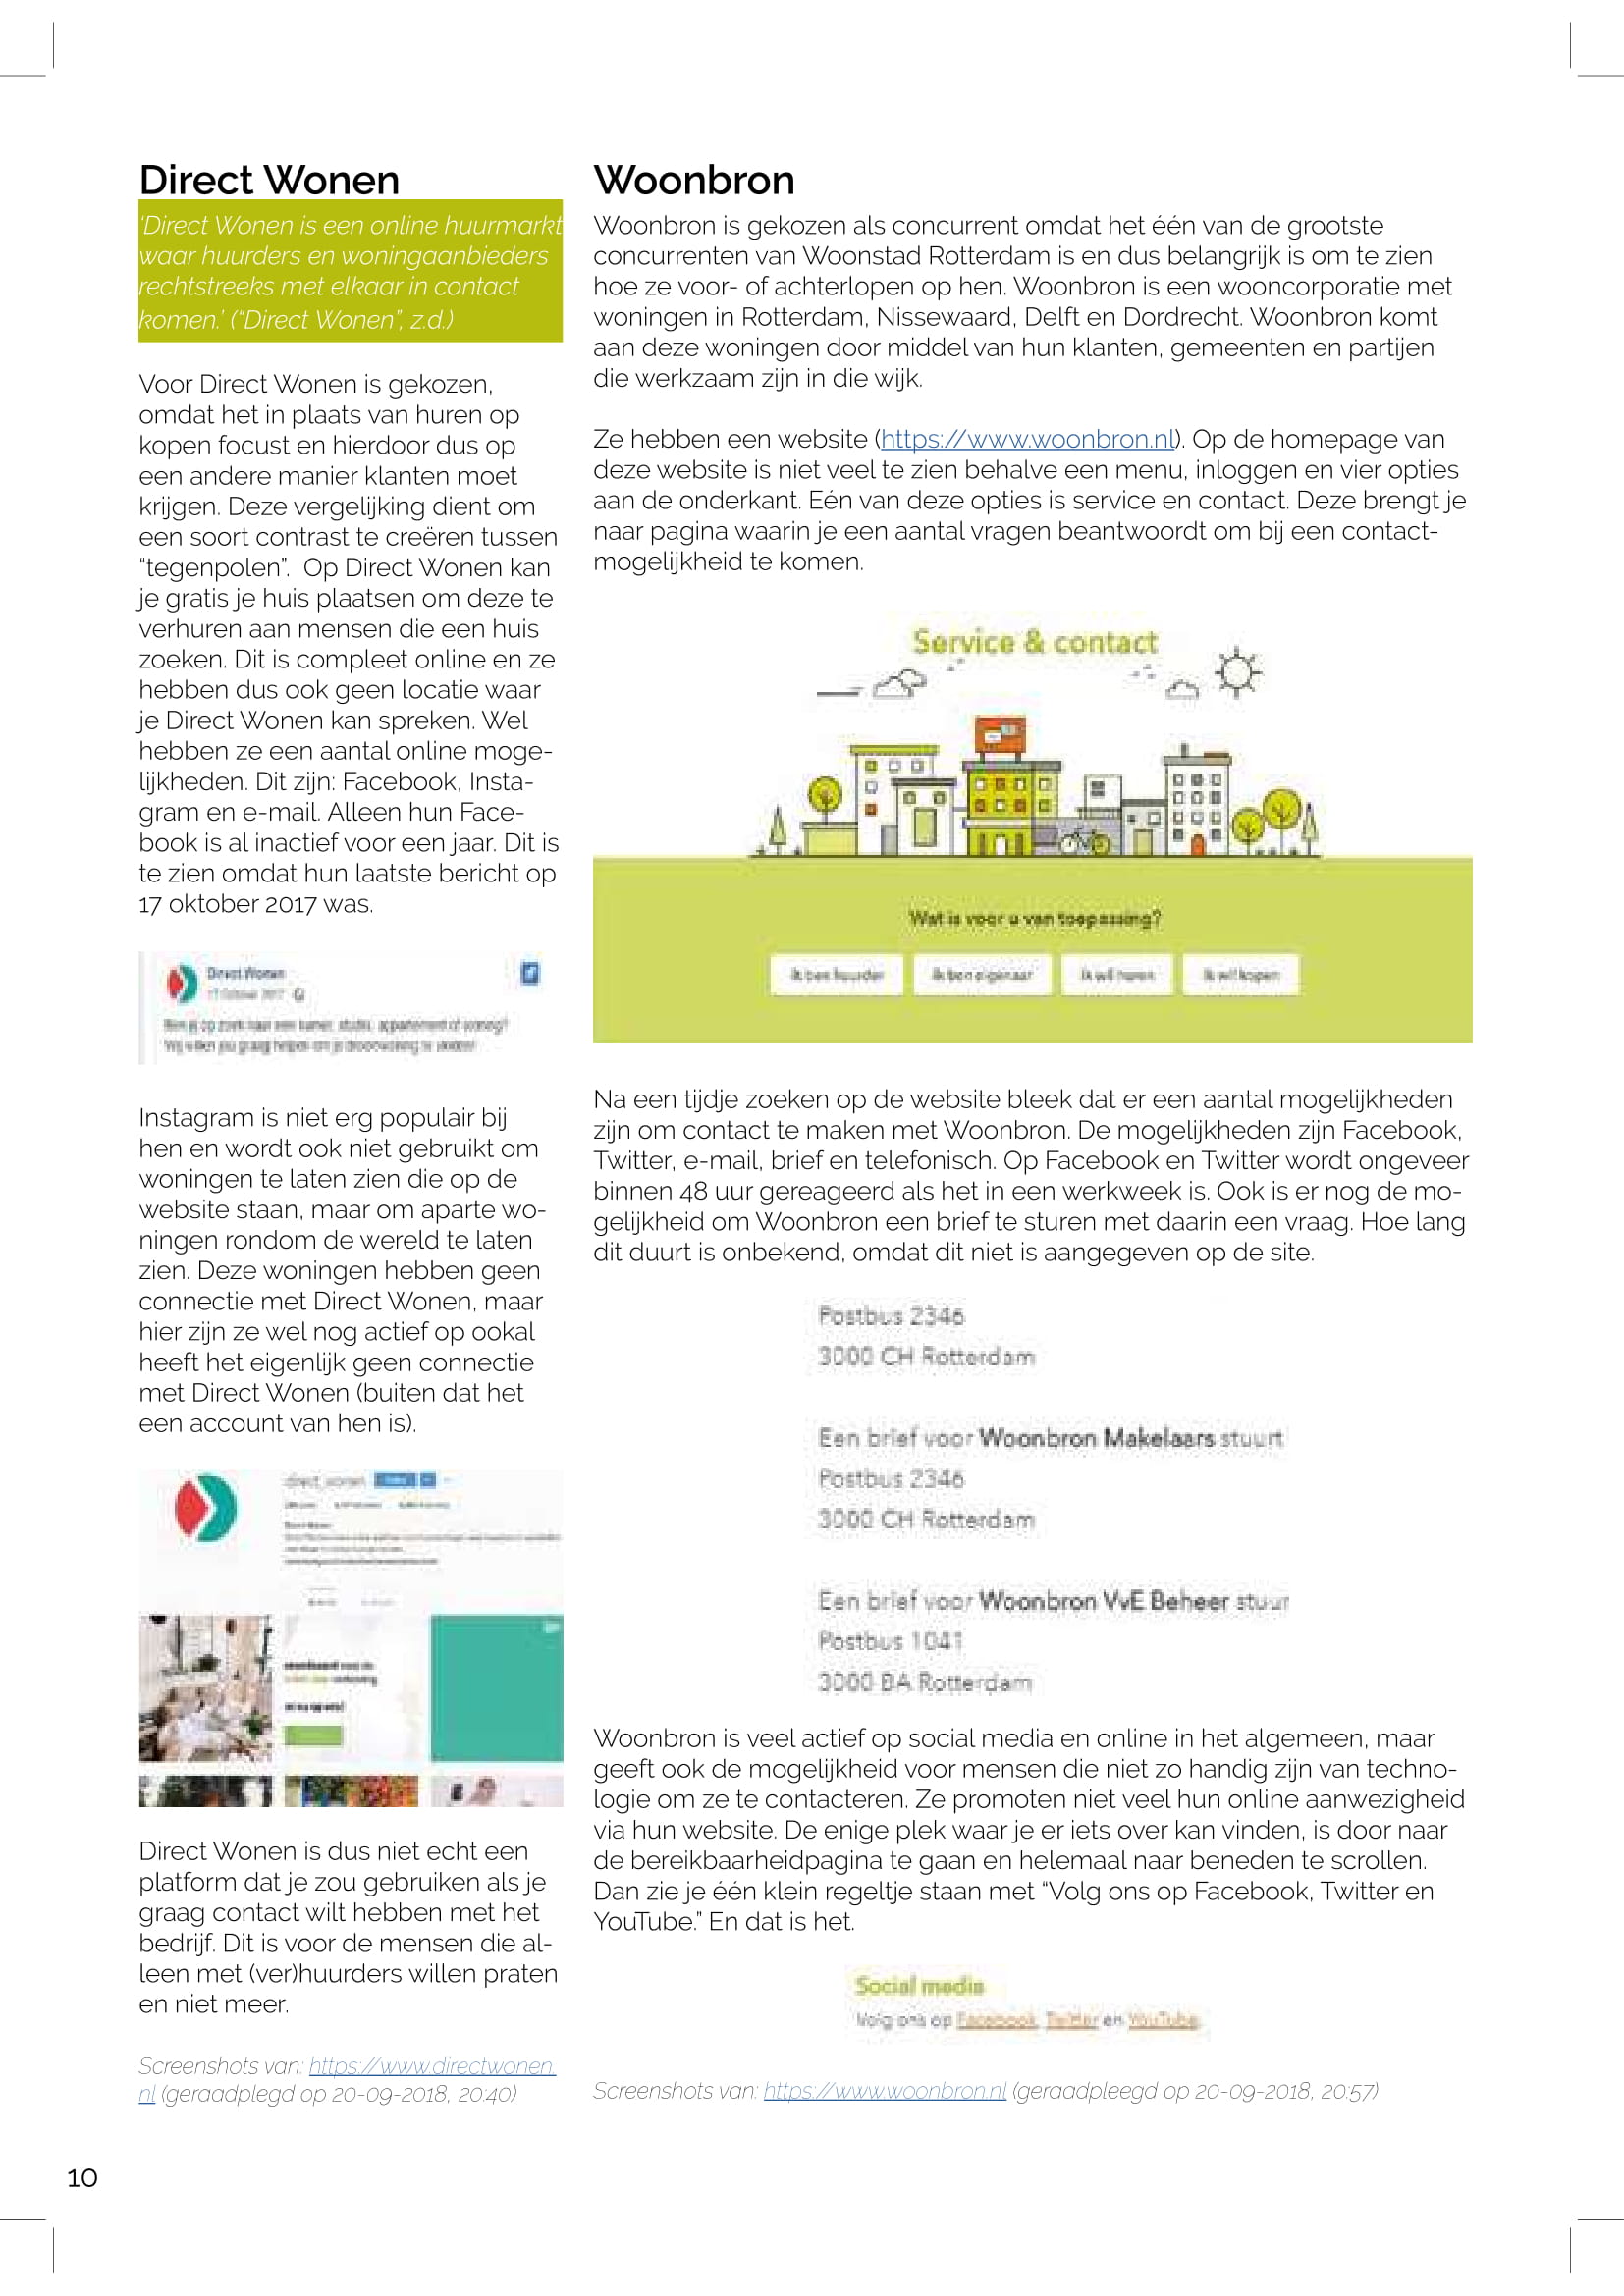 Direct Wonen
'Direct Wonen is een online huurmarkt
waar huurders en woningaanbieders
rechtstreeks met elkaar in contact
komen.' ("Direct Wonen", z.d.)
Voor Direct Wonen is gekozen,
omdat het in plaats van huren op
kopen focust en hierdoor dus op
een andere manier klanten moet
krijgen. Deze vergelijking dient om
een soort contrast te creëren tussen
"tegenpolen". Op Direct Wonen kan
je gratis je huis plaatsen om deze te
verhuren aan mensen die een huis
zoeken. Dit is compleet online en ze
hebben dus ook geen locatie waar
je Direct Wonen kan spreken. Wel
hebben ze een aantal online moge-
lijkheden. Dit zijn: Facebook, Insta-
gram en e-mail. Alleen hun Face-
book is al inactief voor een jaar. Dit is
te zien omdat hun laatste bericht op
17 oktober 2017 was.
Direct Wonen
17 oktober 2017
Ben jij op zoek naar een kamer, studio, appartement of woning?
Wij willen jou graag helpen om je droomwoning te vinden!
Instagram is niet erg populair bij
hen en wordt ook niet gebruikt om
woningen te laten zien die op de
website staan, maar om aparte wo-
ningen rondom de wereld te laten
zien. Deze woningen hebben geen
connectie met Direct Wonen, maar
hier zijn ze wel nog actief op ookal
heeft het eigenlijk geen connectie
met Direct Wonen (buiten dat het
een account van hen is).
direct_wonen
Direct Wonen is dus niet echt een
platform dat je zou gebruiken als je
graag contact wilt hebben met het
bedrijf. Dit is voor de mensen die al-
leen met (ver)huurders willen praten
en niet meer.
Screenshots van: https://www.directwonen.
nl (geraadplegd op 20-09-2018, 20:40)
Woonbron
Woonbron is gekozen als concurrent omdat het één van de grootste
concurrenten van Woonstad Rotterdam is en dus belangrijk is om te zien
hoe ze voor- of achterlopen op hen. Woonbron is een wooncorporatie met
woningen in Rotterdam, Nissewaard, Delft en Dordrecht. Woonbron komt
aan deze woningen door middel van hun klanten, gemeenten en partijen
die werkzaam zijn in die wijk.
Ze hebben een website (https://www.woonbron.nl). Op de homepage van
deze website is niet veel te zien behalve een menu, inloggen en vier opties
aan de onderkant. Eén van deze opties is service en contact. Deze brengt je
naar pagina waarin je een aantal vragen beantwoordt om bij een contact-
mogelijkheid te komen.
Service & contact
Wat is voor u van toepassing?
Ik ben huurder Ik ben eigenaar Ik wil huren Ik wil kopen
Na een tijdje zoeken op de website bleek dat er een aantal mogelijkheden
zijn om contact te maken met Woonbron. De mogelijkheden zijn Facebook,
Twitter, e-mail, brief en telefonisch. Op Facebook en Twitter wordt ongeveer
binnen 48 uur gereageerd als het in een werkweek is. Ook is er nog de mo-
gelijkheid om Woonbron een brief te sturen met daarin een vraag. Hoe lang
dit duurt is onbekend, omdat dit niet is aangegeven op de site.
Postbus 2346
3000 CH Rotterdam
Een brief voor Woonbron Makelaars stuurt
Postbus 2346
3000 CH Rotterdam
Een brief voor Woonbron VvE Beheer stuur
Postbus 1041
3000 BA Rotterdam
Woonbron is veel actief op social media en online in het algemeen, maar
geeft ook de mogelijkheid voor mensen die niet zo handig zijn van techno-
logie om ze te contacteren. Ze promoten niet veel hun online aanwezigheid
via hun website. De enige plek waar je er iets over kan vinden, is door naar
de bereikbaarheidpagina te gaan en helemaal naar beneden te scrollen.
Dan zie je één klein regeltje staan met "Volg ons op Facebook, Twitter en
YouTube." En dat is het.
Social media
Volg ons op Facebook, Twitter en YouTube.
Screenshots van: https://www.woonbron.nl (geraadpleegd op 20-09-2018, 20:57)
10